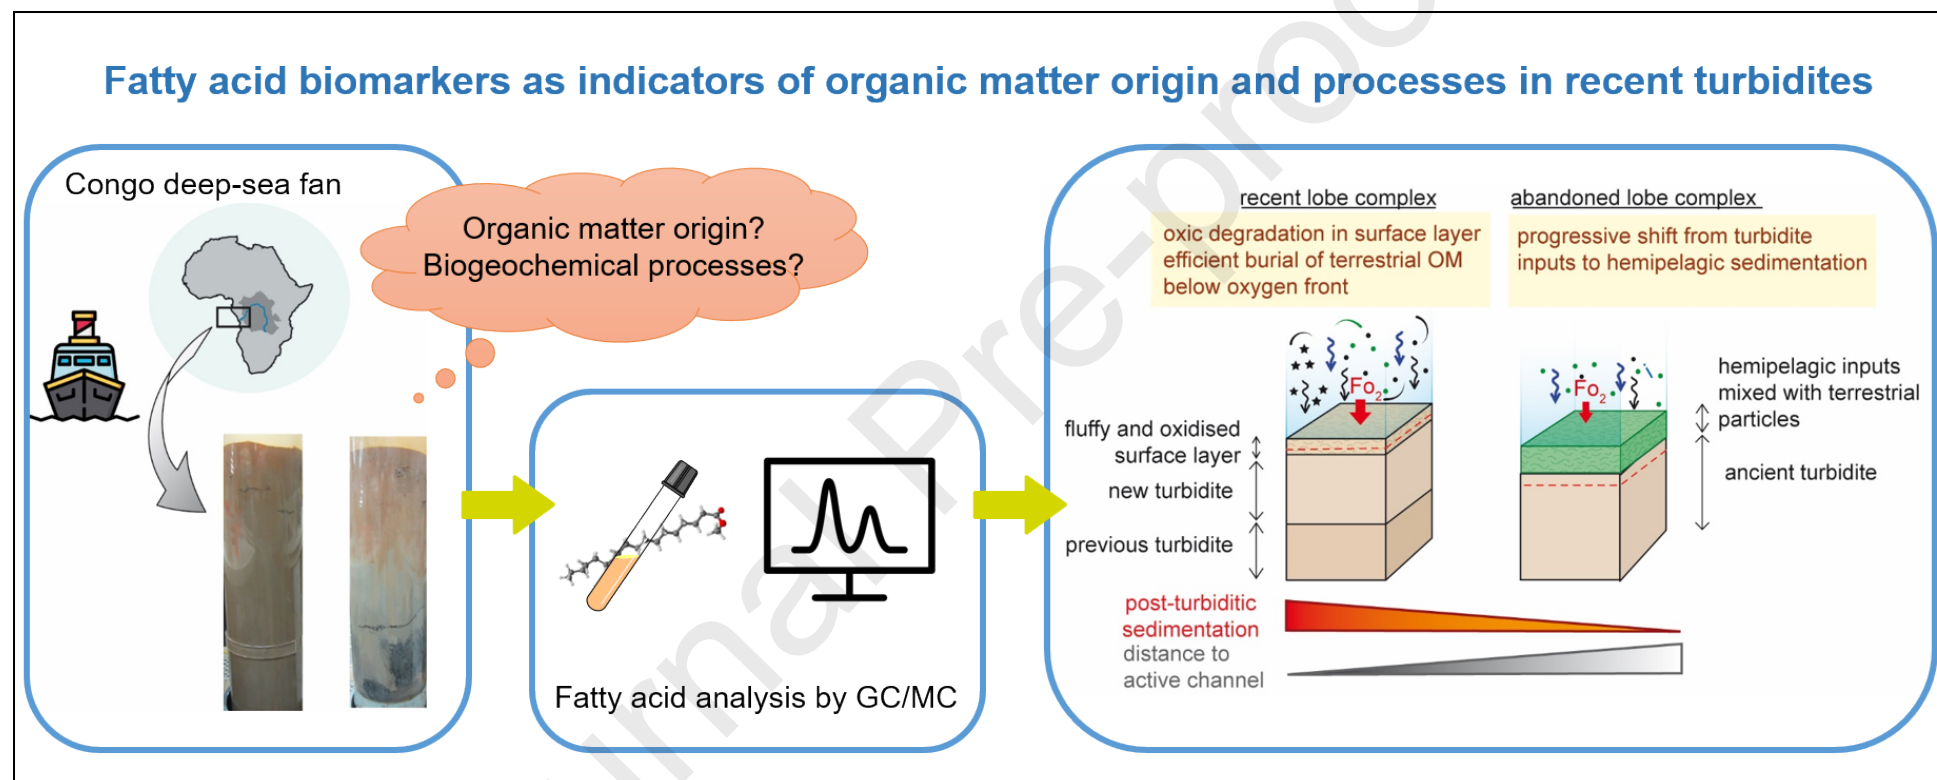 Fatty acid biomarkers as indicators of organic matter origin and processes in recent turbidites
Congo deep-sea fan
Organic matter origin?
Biogeochemical processes?
Fatty acid analysis by GC/MC
recent lobe complex
oxic degradation in surface layer
efficient burial of terrestrial OM
below oxygen front
abandoned lobe complex
progressive shift from turbidite
inputs to hemipelagic sedimentation
Fo2
Fo2
fluffy and oxidised
surface layer
new turbidite
previous turbidite
hemipelagic inputs
mixed with terrestrial
particles
ancient turbidite
post-turbiditic
sedimentation
distance to
active channel
urnal Pre-proo